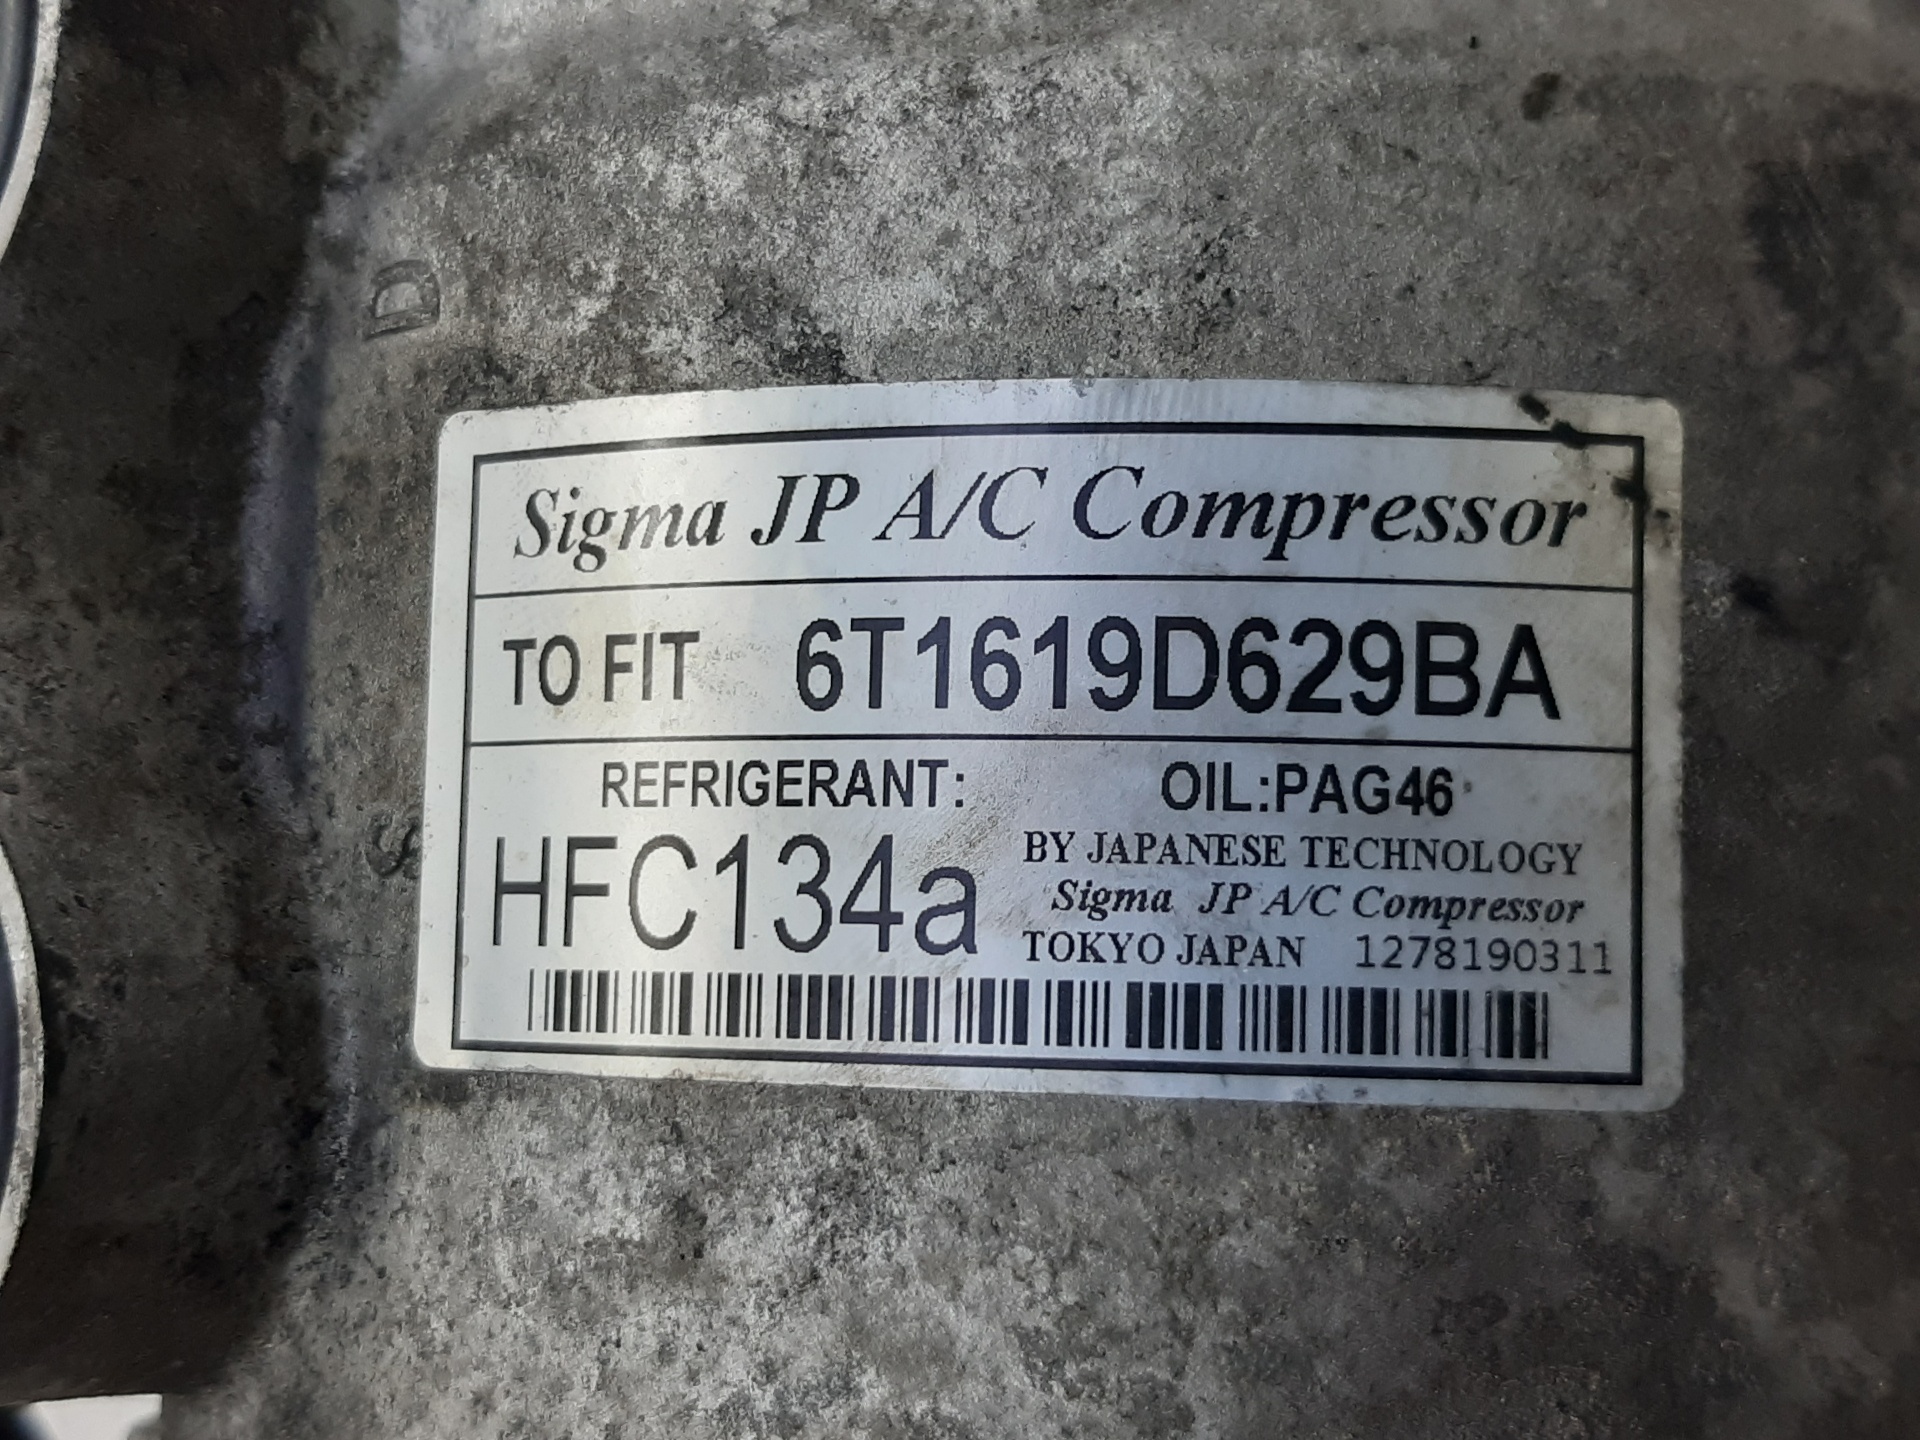 D
Sigma JP A/C Compressor
TO FIT 6T1619D629BA
REFRIGERANT: OIL:PAG46
S
HFC134a
BY JAPANESE TECHNOLOGY
Sigma JP A/C Compressor
TOKYO JAPAN 1278190311